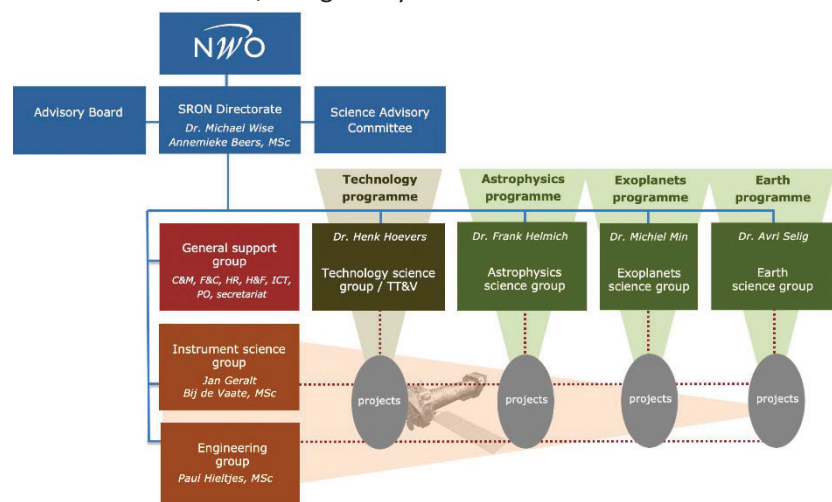 NWO
Advisory Board
SRON Directorate
Dr. Michael Wise
Annemieke Beers, MSc
Science Advisory
Committee
Technology
programme
Astrophysics
programme
Exoplanets
programme
Earth
programme
General support
group
C&M, F&C, HR, H&F, ICT,
PO, secretariat
Dr. Henk Hoevers
Technology science
group / TT&V
Dr. Frank Helmich
Astrophysics
science group
Dr. Michiel Min
Exoplanets
science group
Dr. Avri Selig
Earth
science group
Instrument science
group
Jan Geralt
Bij de Vaate, MSc
projects
projects
projects
projects
Engineering
group
Paul Hieltjes, MSc